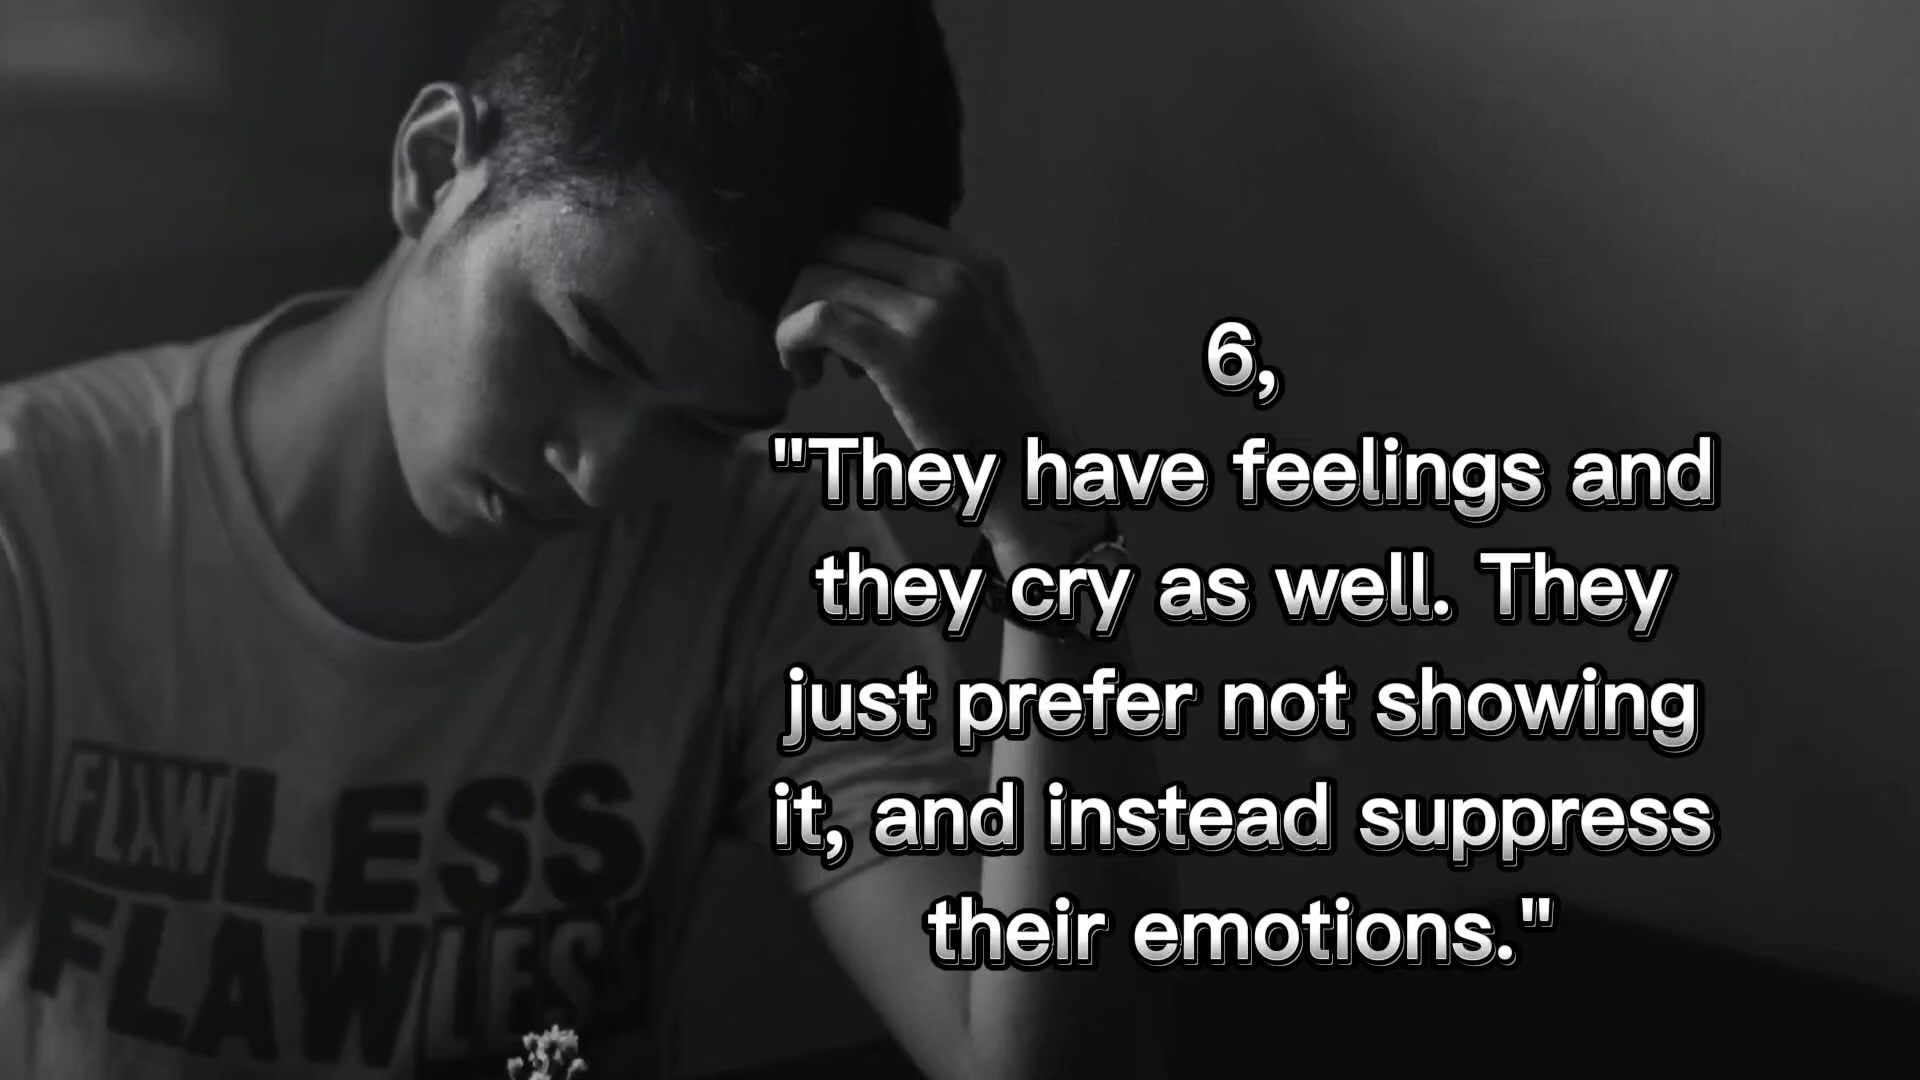 6,
"They have feelings and
they cry as well. They
just prefer not showing
it, and instead suppress
their emotions."
FLAWLESS
FLAWLESS